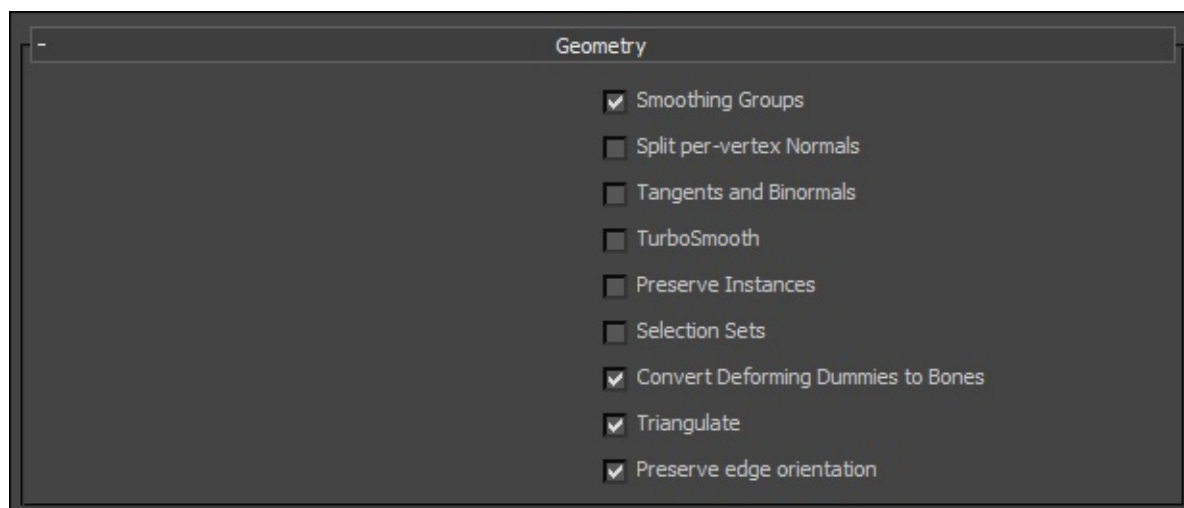 - Geometry
Smoothing Groups
Split per-vertex Normals
Tangents and Binormals
TurboSmooth
Preserve Instances
Selection Sets
Convert Deforming Dummies to Bones
Triangulate
Preserve edge orientation